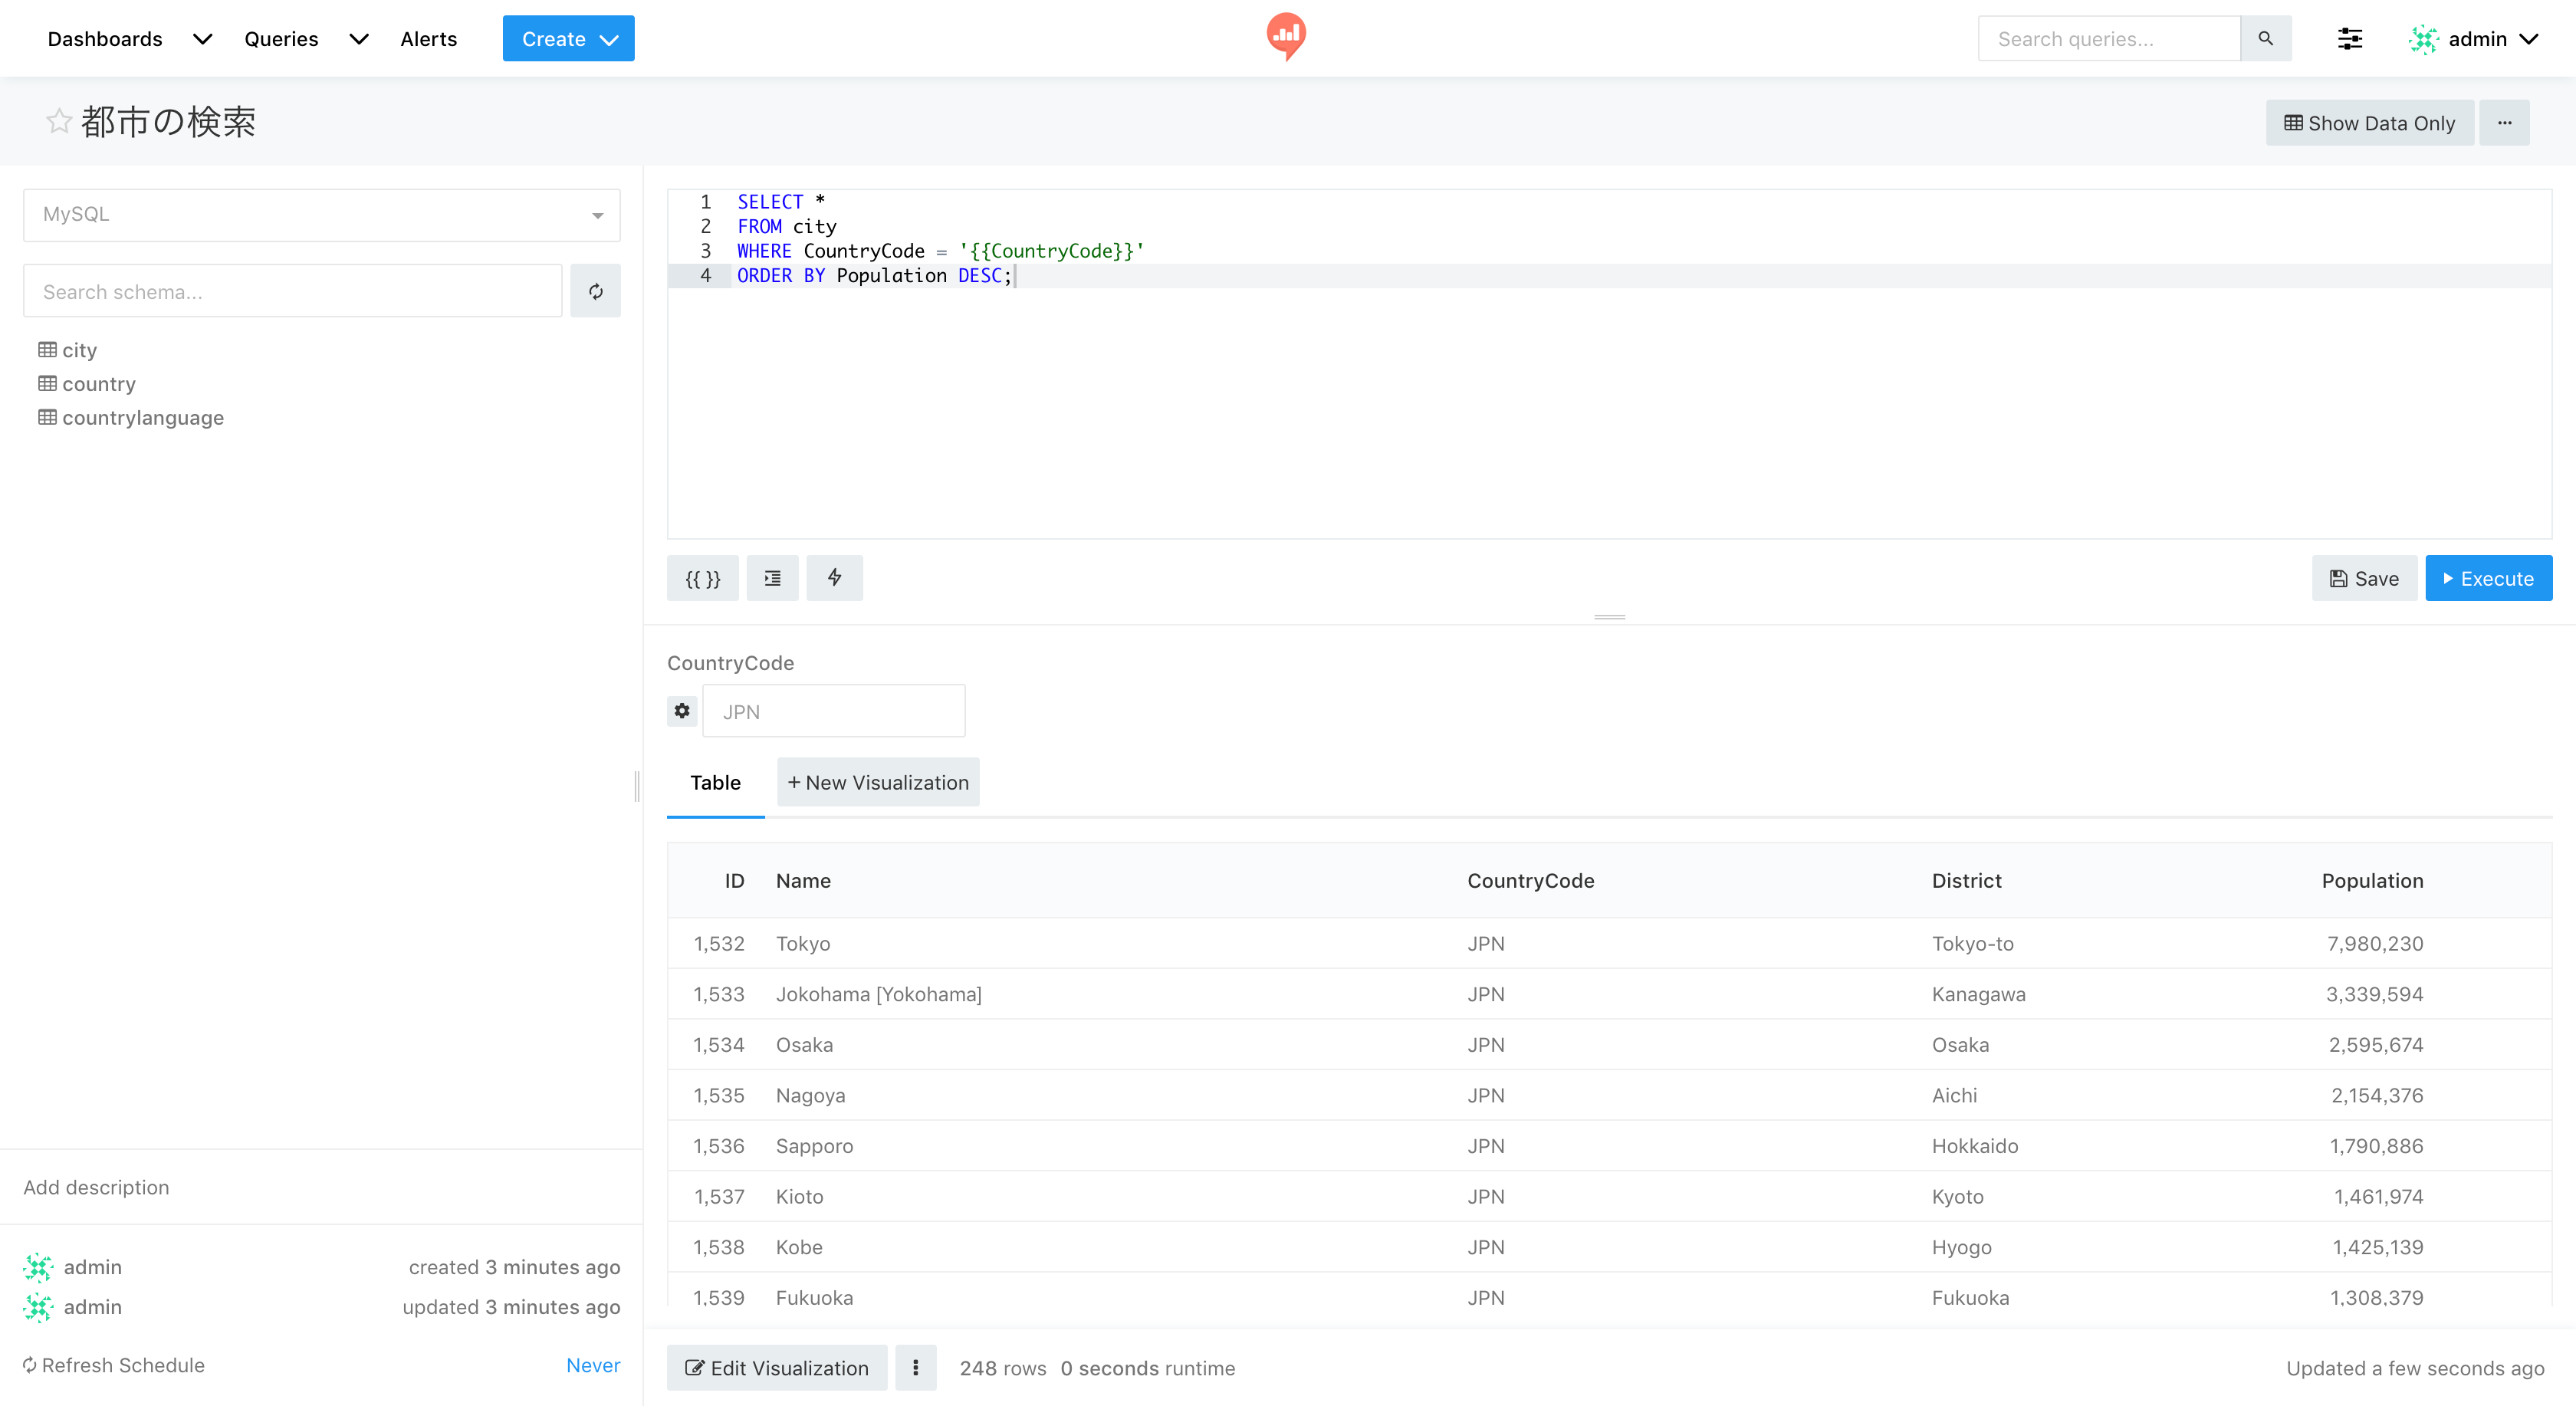 Dashboards Queries Alerts Create Search queries... admin
都市の検索 Show Data Only ...
MySQL
Search schema...
city
country
countrylanguage
1 SELECT *
2 FROM city
3 WHERE CountryCode = '{{CountryCode}}'
4 ORDER BY Population DESC;
{{ }} Save Execute
CountryCode
JPN
Table + New Visualization
ID Name CountryCode District Population
1,532 Tokyo JPN Tokyo-to 7,980,230
1,533 Jokohama [Yokohama] JPN Kanagawa 3,339,594
1,534 Osaka JPN Osaka 2,595,674
1,535 Nagoya JPN Aichi 2,154,376
1,536 Sapporo JPN Hokkaido 1,790,886
1,537 Kioto JPN Kyoto 1,461,974
1,538 Kobe JPN Hyogo 1,425,139
1,539 Fukuoka JPN Fukuoka 1,308,379
Add description
admin created 3 minutes ago
admin updated 3 minutes ago
Refresh Schedule Never
Edit Visualization 248 rows 0 seconds runtime Updated a few seconds ago